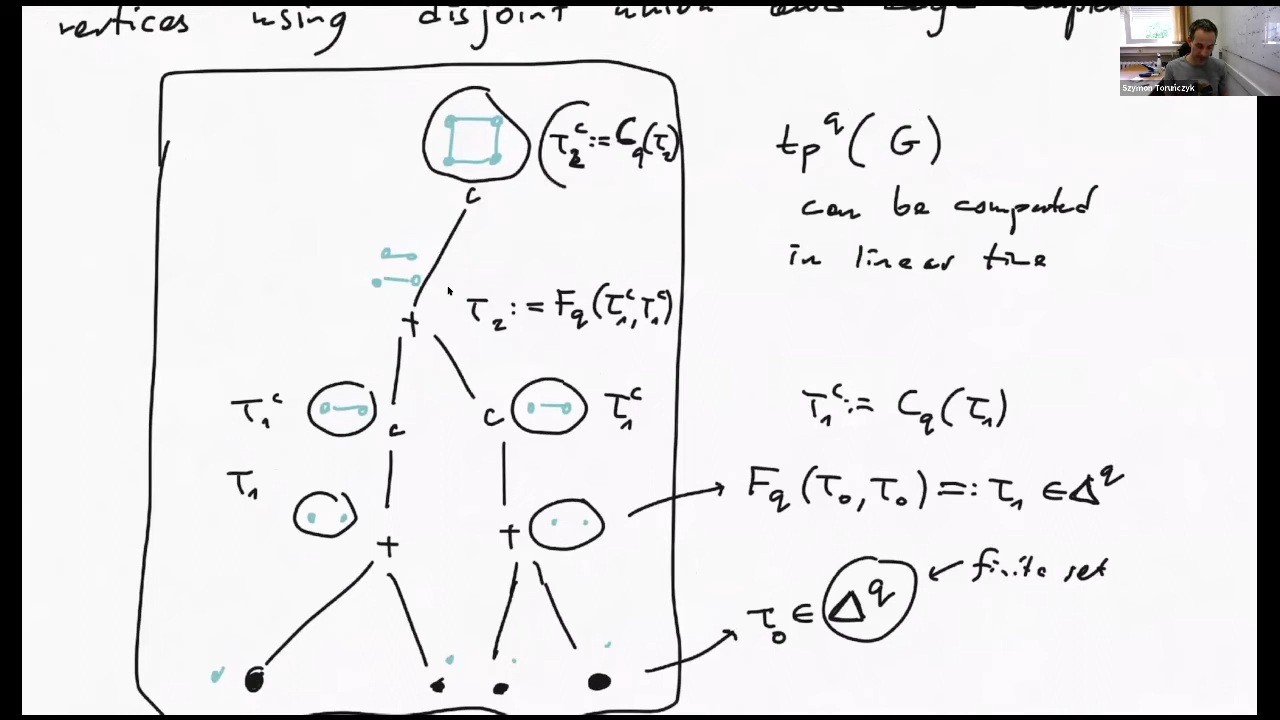 vertices using disjoint
Szymon Toruńczyk
τ₂ᶜ := C_q(τ₂)
tp^q(G)
can be computed
in linear time
c
+
τ₂ := F_q(τ₁ᶜ, τ₁ᶜ)
τ₁ᶜ
c
c
τ₁ᶜ
τ₁ᶜ := C_q(τ₁)
τ₁
F_q(τ₀, τ₀) =: τ₁ ∈ Δ^q
+
+
finite set
τ₀ ∈ Δ^q